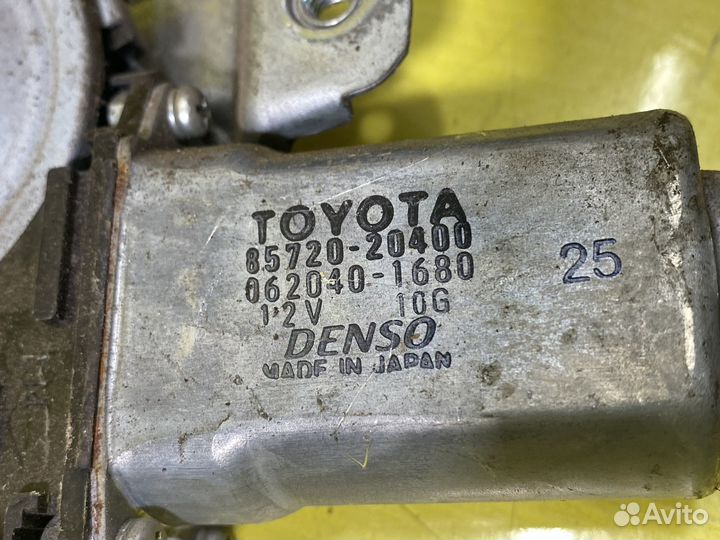 TOYOTA
85720-20400
062040-1680
12V 10G
DENSO
MADE IN JAPAN
25
Avito